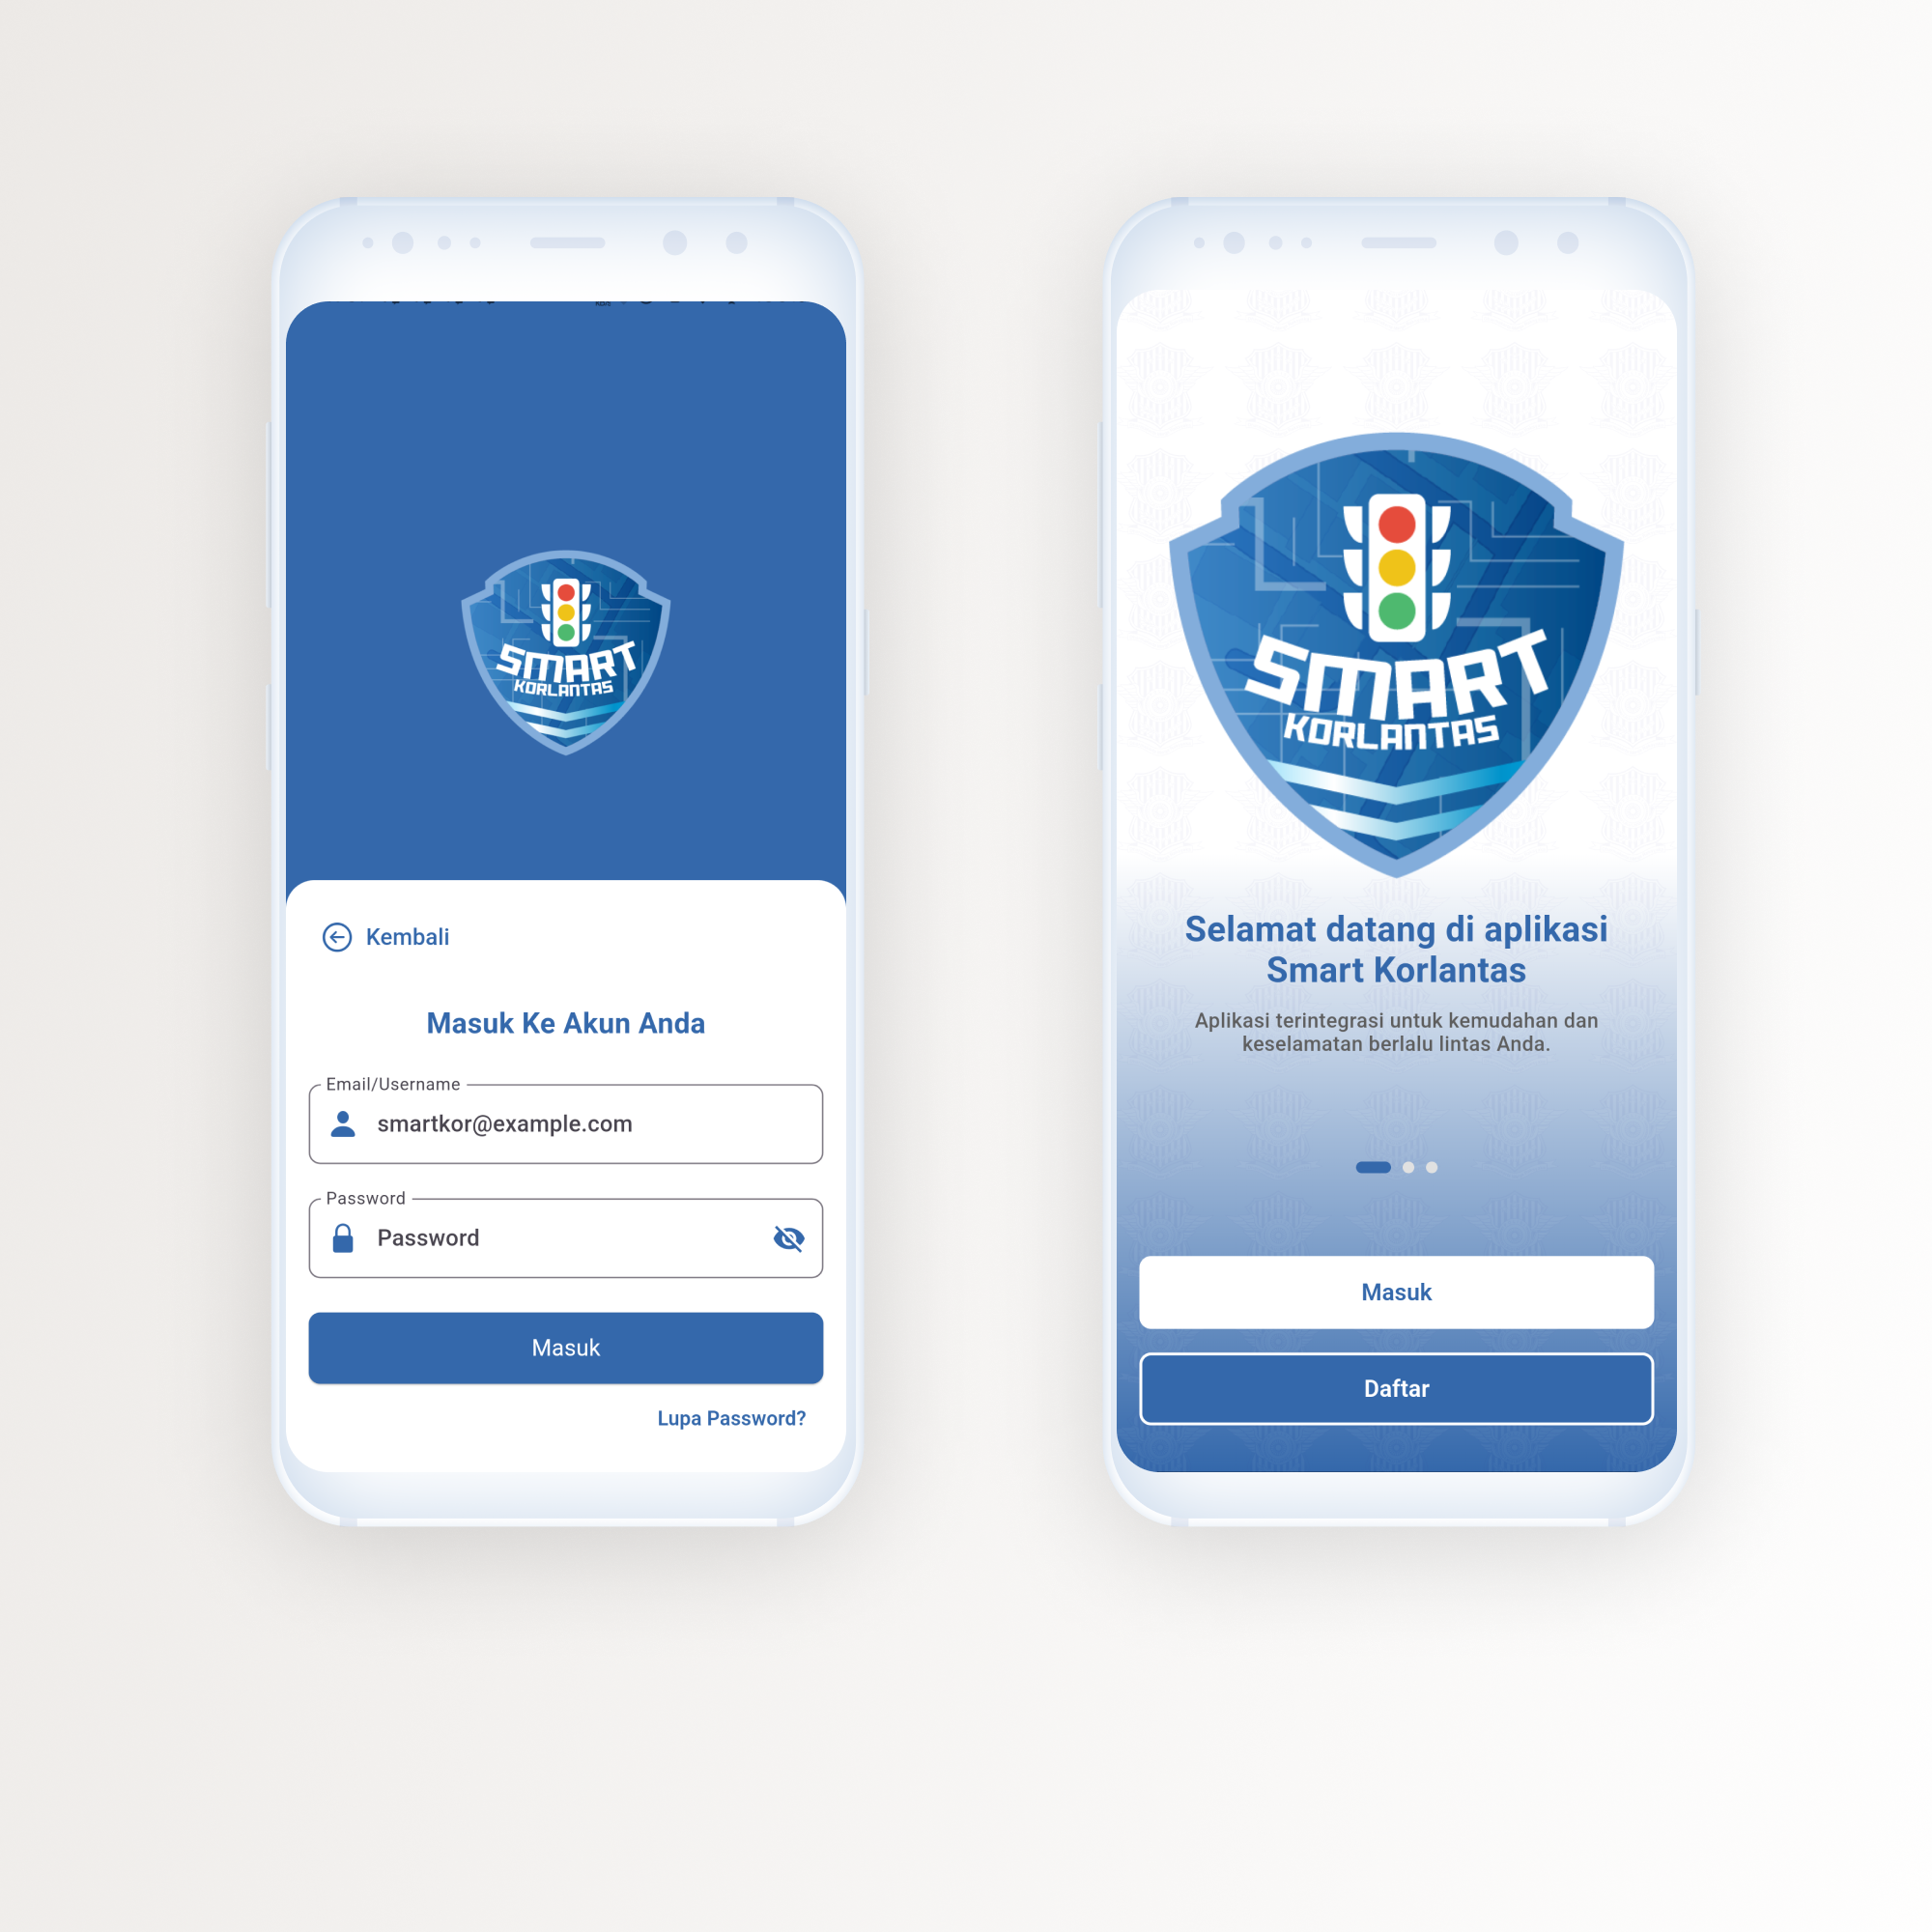 SMART
KORLANTAS
Kembali
Masuk Ke Akun Anda
Email/Username
smartkor@example.com
Password
Password
Masuk
Lupa Password?
SMART
KORLANTAS
Selamat datang di aplikasi
Smart Korlantas
Aplikasi terintegrasi untuk kemudahan dan
keselamatan berlalu lintas Anda.
Masuk
Daftar